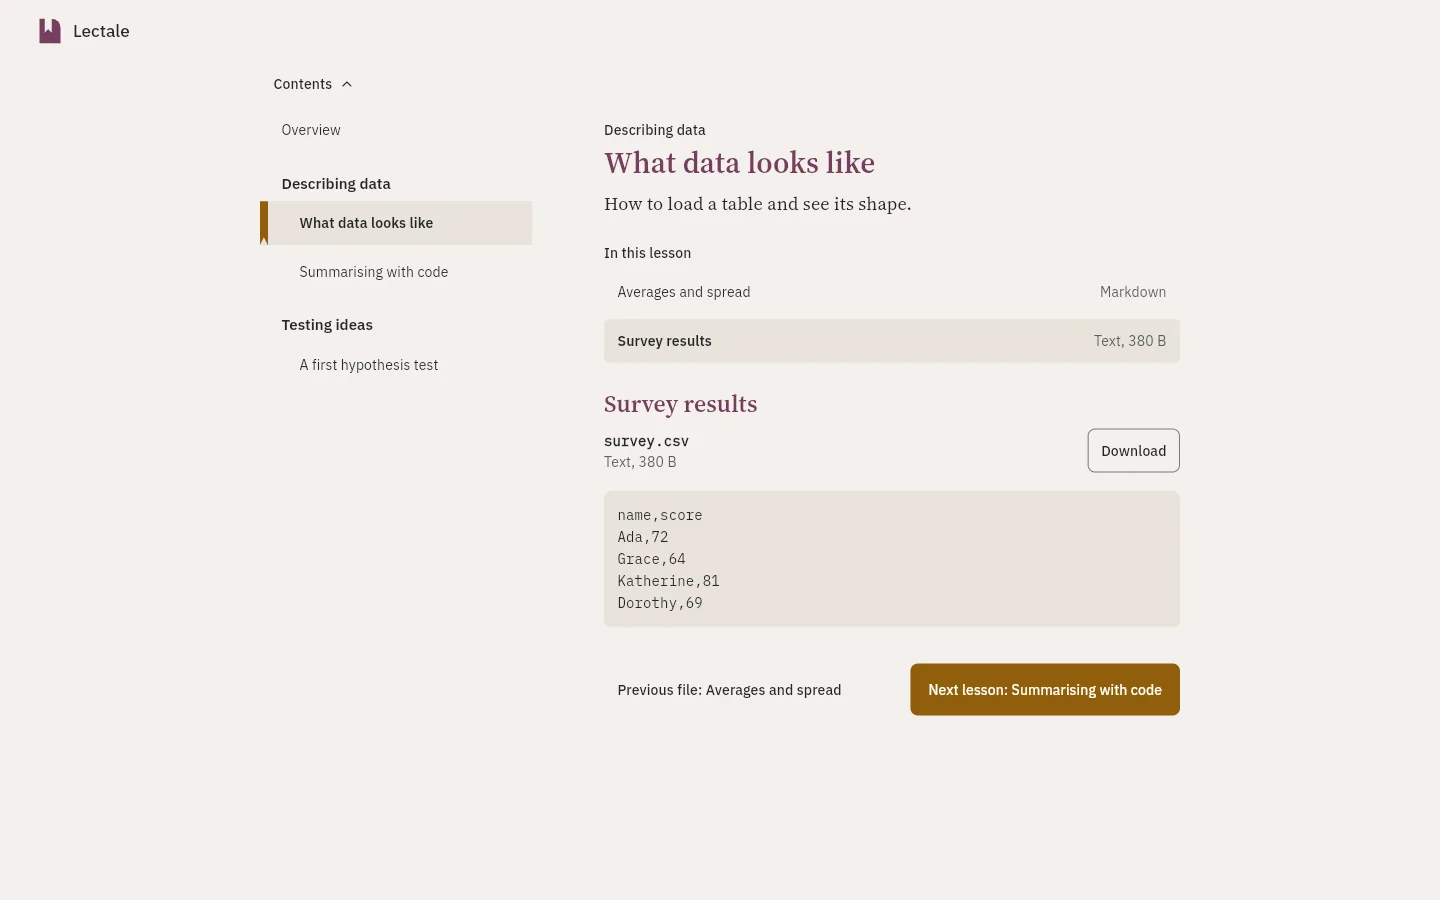 Lectale
Contents
Overview
Describing data
What data looks like
Summarising with code
Testing ideas
A first hypothesis test
Describing data
What data looks like
How to load a table and see its shape.
In this lesson
Averages and spread Markdown
Survey results Text, 380 B
Survey results
survey.csv
Text, 380 B
Download
name,score
Ada,72
Grace,64
Katherine,81
Dorothy,69
Previous file: Averages and spread
Next lesson: Summarising with code